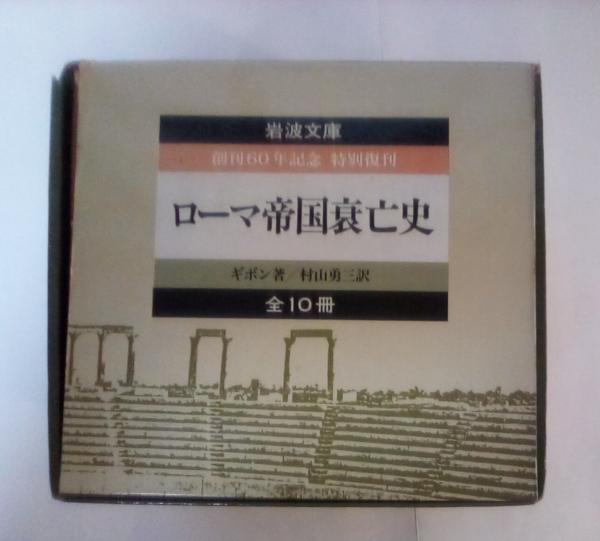 岩波文庫
創刊60年記念 特別復刊
ローマ帝国衰亡史
ギボン著/村山勇三訳
全10冊